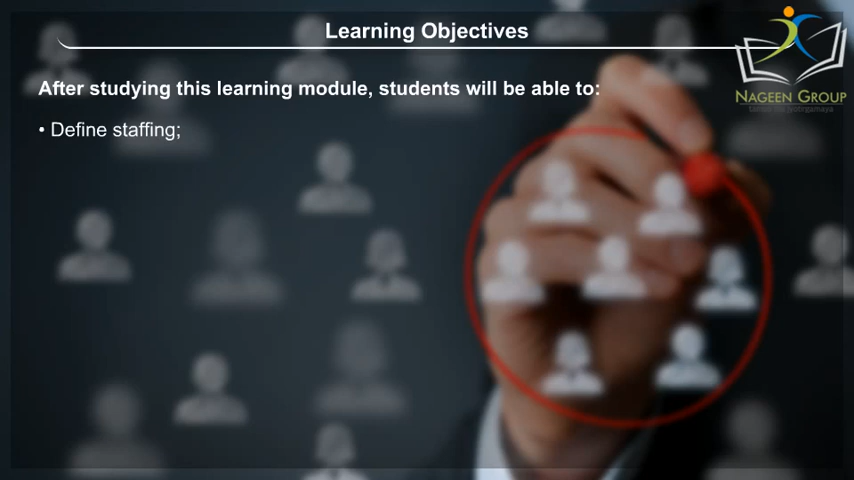 Learning Objectives
NAGEEN GROUP
After studying this learning module, students will be able to:
• Define staffing;